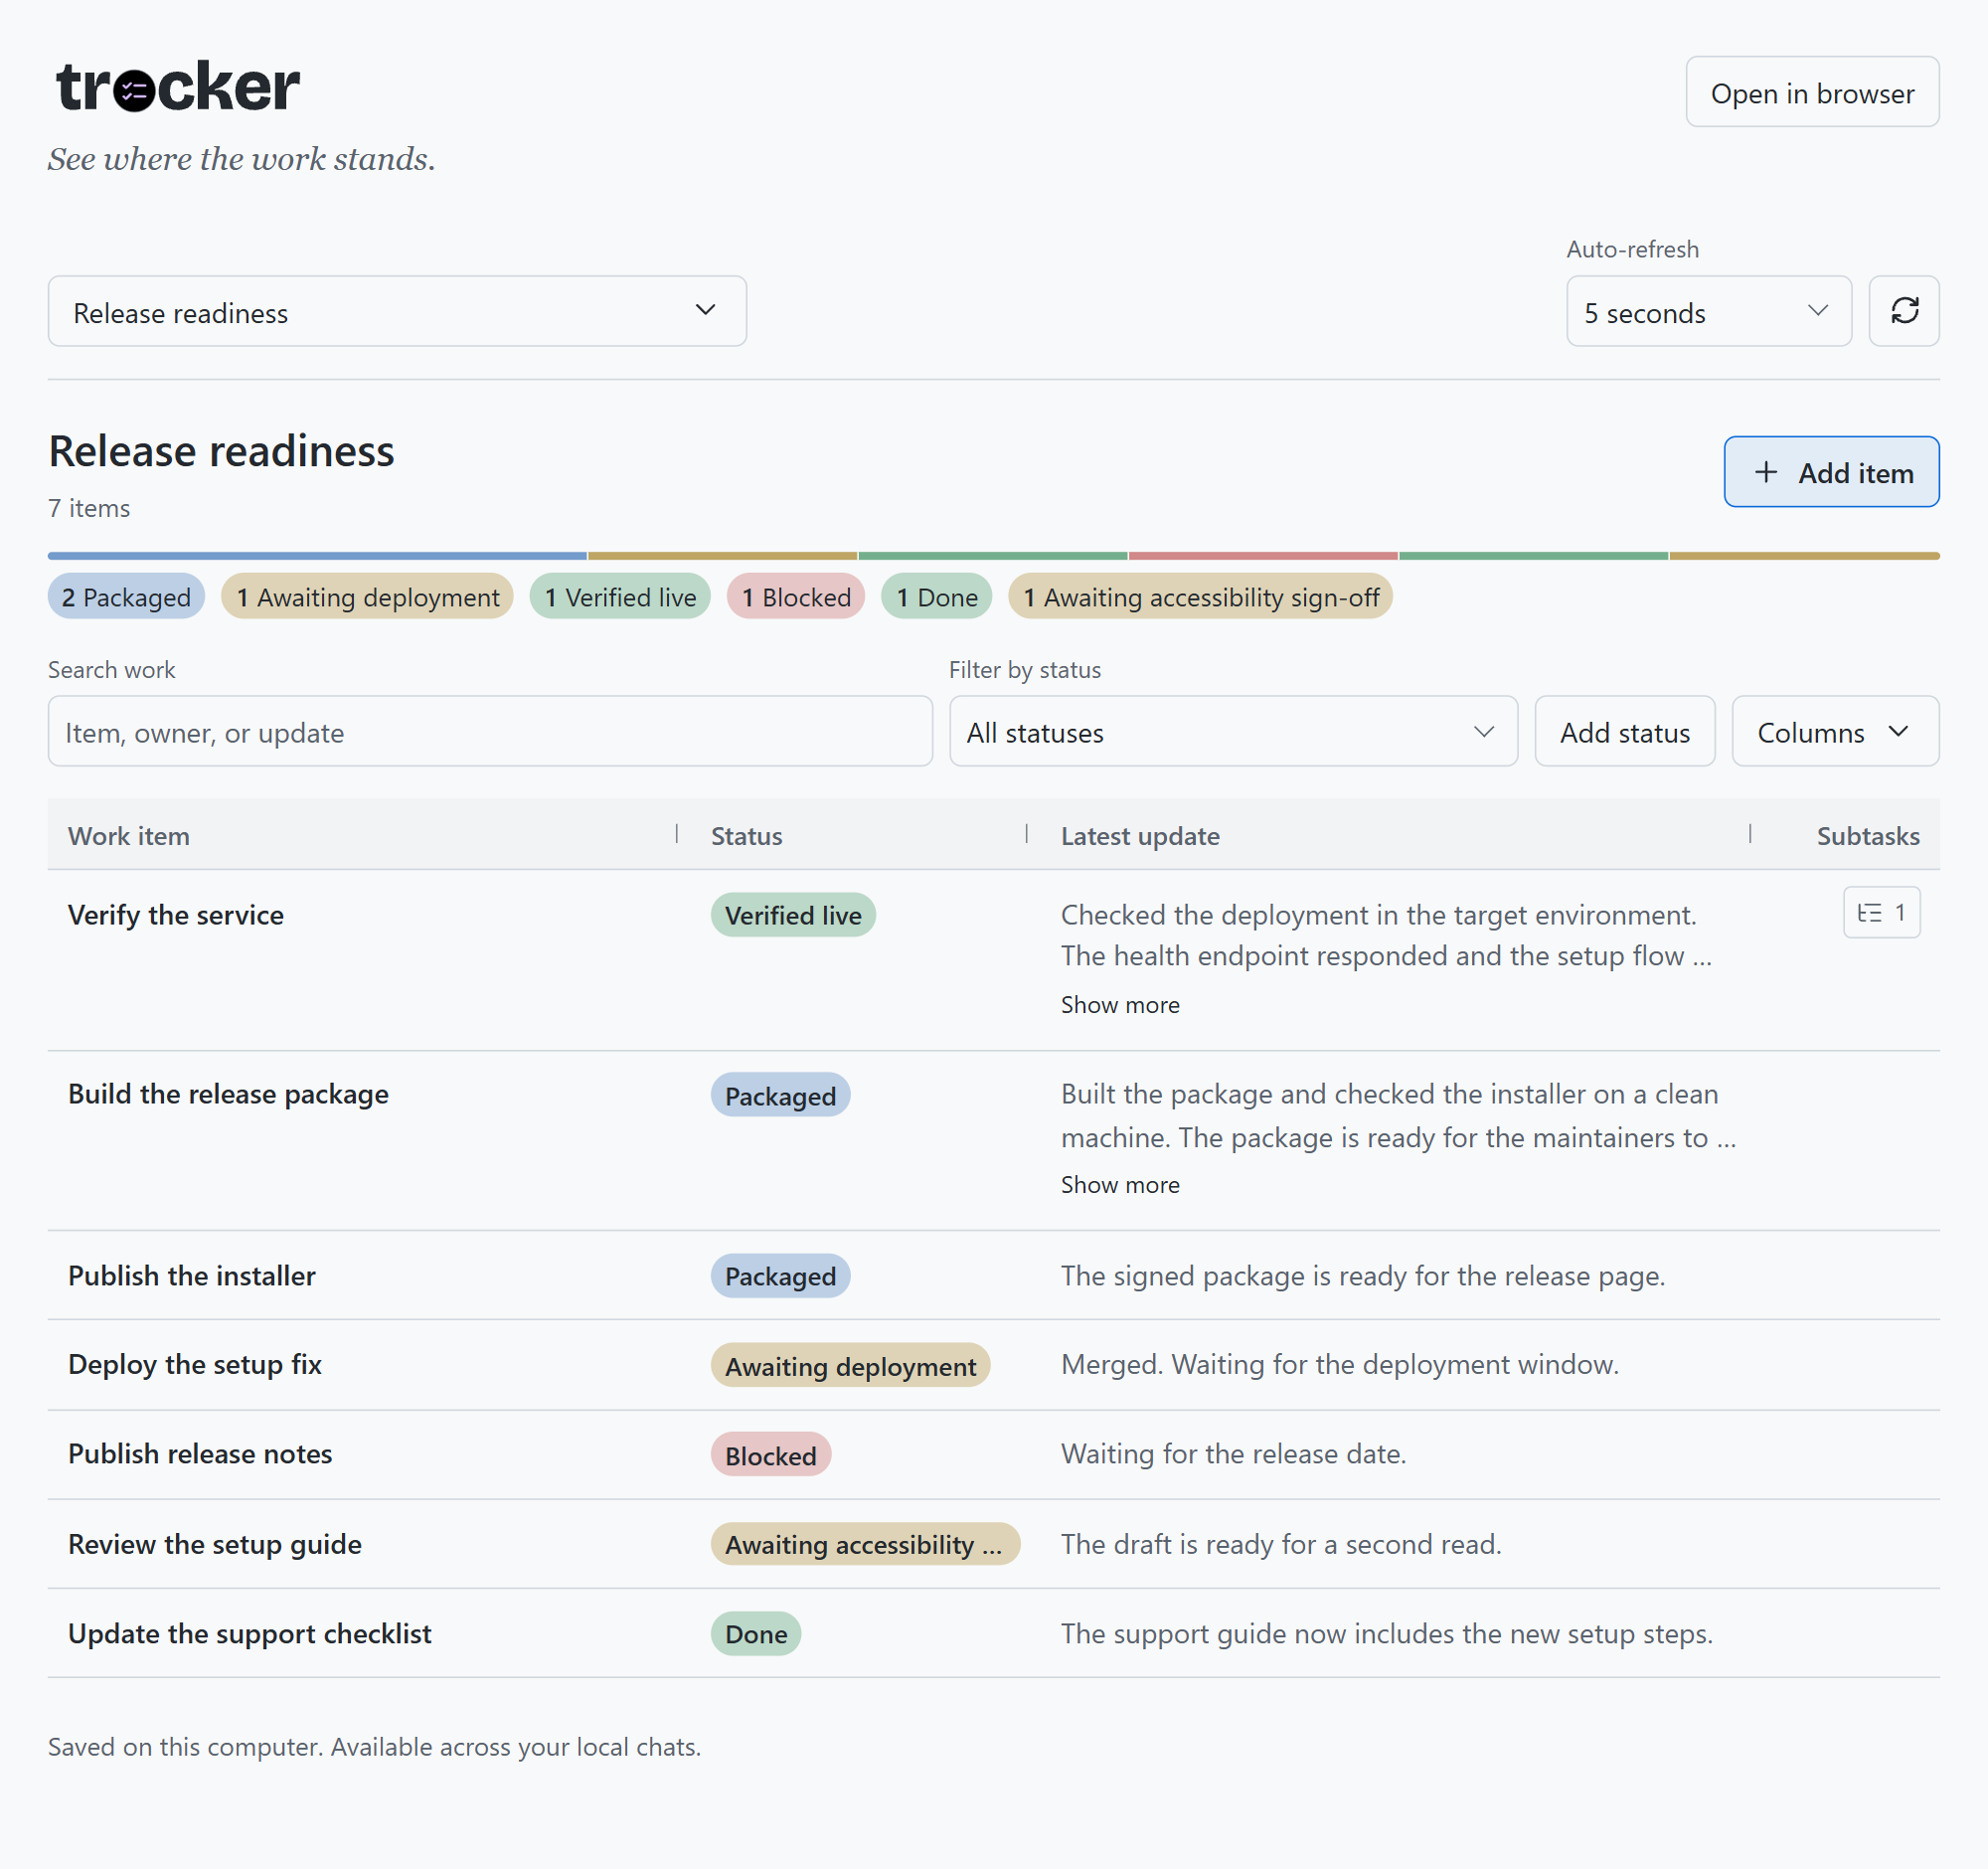 trocker
Open in browser
See where the work stands.
Auto-refresh
Release readiness
5 seconds
Release readiness
7 items
+ Add item
2 Packaged
1 Awaiting deployment
1 Verified live
1 Blocked
1 Done
1 Awaiting accessibility sign-off
Search work
Filter by status
Item, owner, or update
All statuses
Add status
Columns
Work item
Status
Latest update
Subtasks
Verify the service
Verified live
Checked the deployment in the target environment.
The health endpoint responded and the setup flow ...
Show more
1
Build the release package
Packaged
Built the package and checked the installer on a clean
machine. The package is ready for the maintainers to ...
Show more
Publish the installer
Packaged
The signed package is ready for the release page.
Deploy the setup fix
Awaiting deployment
Merged. Waiting for the deployment window.
Publish release notes
Blocked
Waiting for the release date.
Review the setup guide
Awaiting accessibility ...
The draft is ready for a second read.
Update the support checklist
Done
The support guide now includes the new setup steps.
Saved on this computer. Available across your local chats.